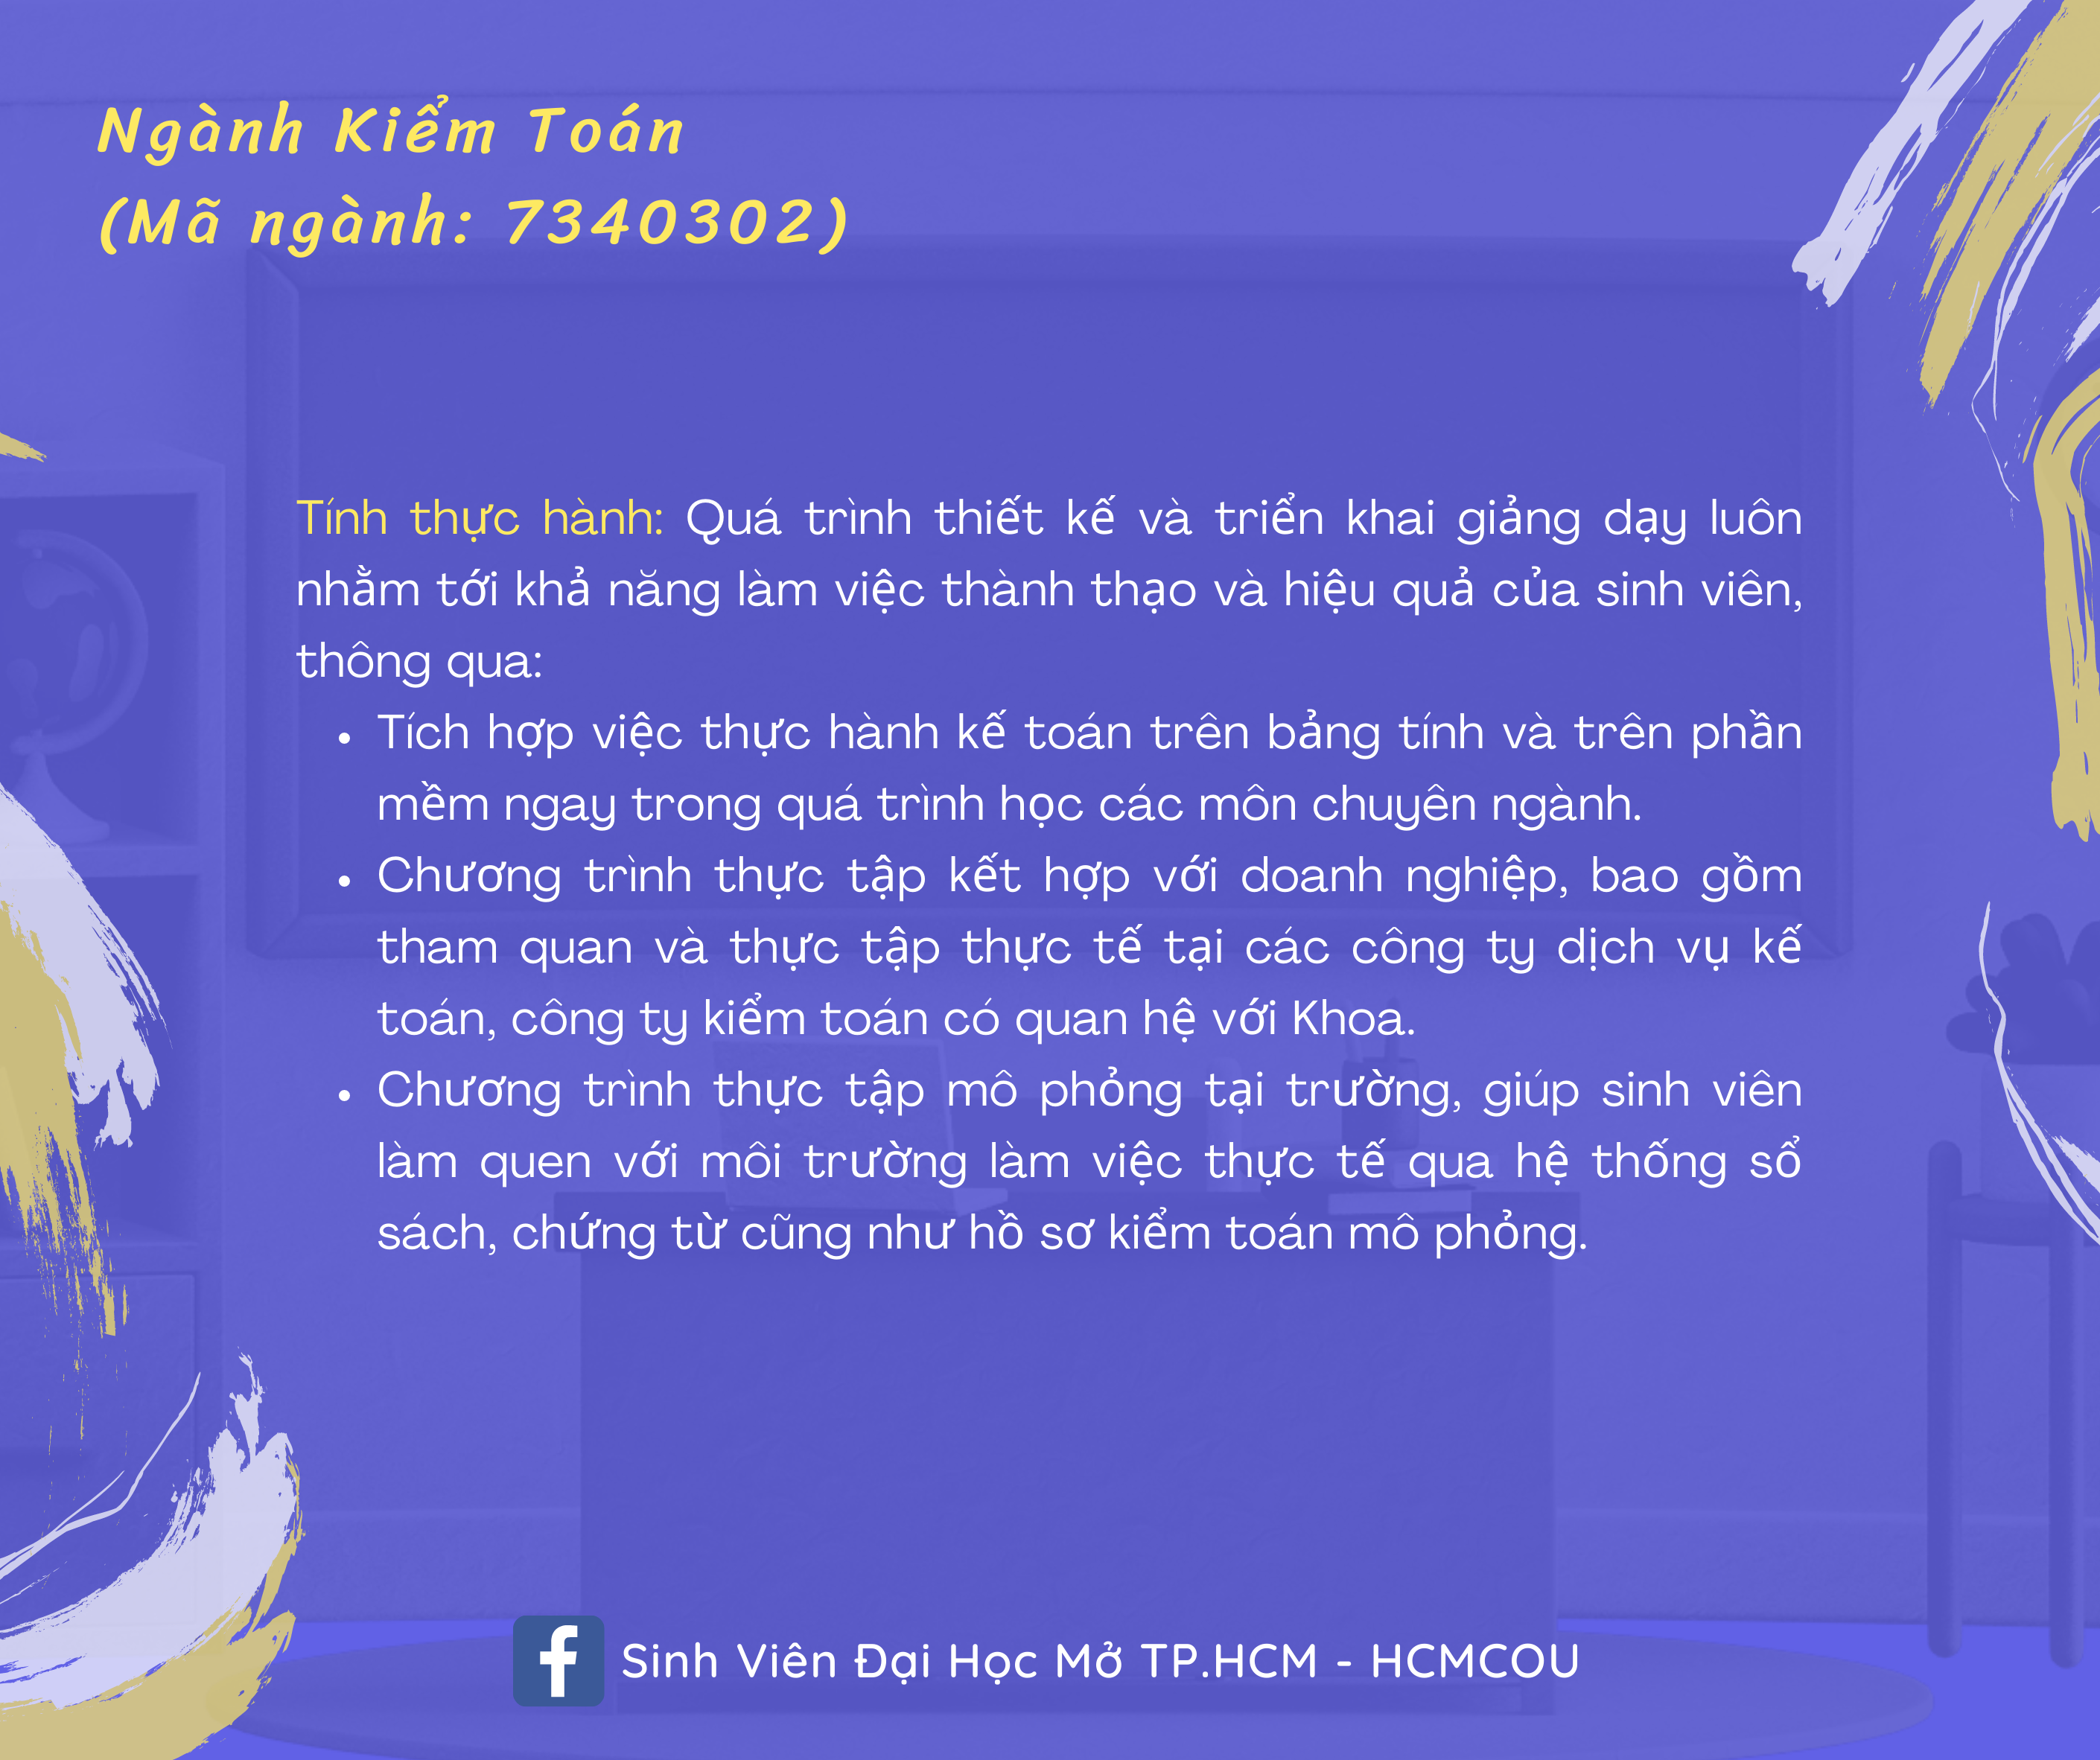 Ngành Kiểm Toán
(Mã ngành: 7340302)
Tính thực hành: Quá trình thiết kế và triển khai giảng dạy luôn
nhằm tới khả năng làm việc thành thạo và hiệu quả của sinh viên,
thông qua:
• Tích hợp việc thực hành kế toán trên bảng tính và trên phần
mềm ngay trong quá trình học các môn chuyên ngành.
• Chương trình thực tập kết hợp với doanh nghiệp, bao gồm
tham quan và thực tập thực tế tại các công ty dịch vụ kế
toán, công ty kiểm toán có quan hệ với Khoa.
• Chương trình thực tập mô phỏng tại trường, giúp sinh viên
làm quen với môi trường làm việc thực tế qua hệ thống sổ
sách, chứng từ cũng như hồ sơ kiểm toán mô phỏng.
Sinh Viên Đại Học Mở TP.HCM - HCMCOU